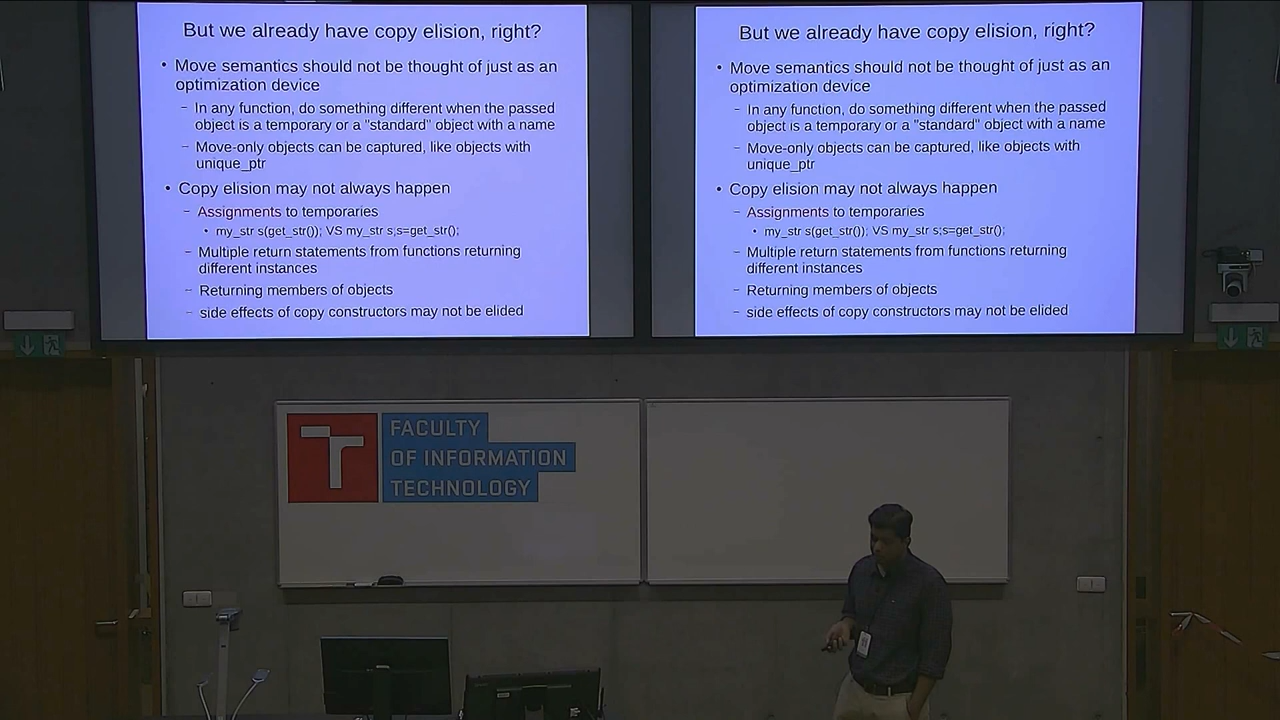 But we already have copy elision, right?
• Move semantics should not be thought of just as an
optimization device
– In any function, do something different when the passed
object is a temporary or a "standard" object with a name
– Move-only objects can be captured, like objects with
unique_ptr
• Copy elision may not always happen
– Assignments to temporaries
• my_str s(get_str()); VS my_str s;s=get_str();
– Multiple return statements from functions returning
different instances
– Returning members of objects
– side effects of copy constructors may not be elided
But we already have copy elision, right?
• Move semantics should not be thought of just as an
optimization device
– In any function, do something different when the passed
object is a temporary or a "standard" object with a name
– Move-only objects can be captured, like objects with
unique_ptr
• Copy elision may not always happen
– Assignments to temporaries
• my_str s(get_str()); VS my_str s;s=get_str();
– Multiple return statements from functions returning
different instances
– Returning members of objects
– side effects of copy constructors may not be elided
T
FACULTY
OF INFORMATION
TECHNOLOGY